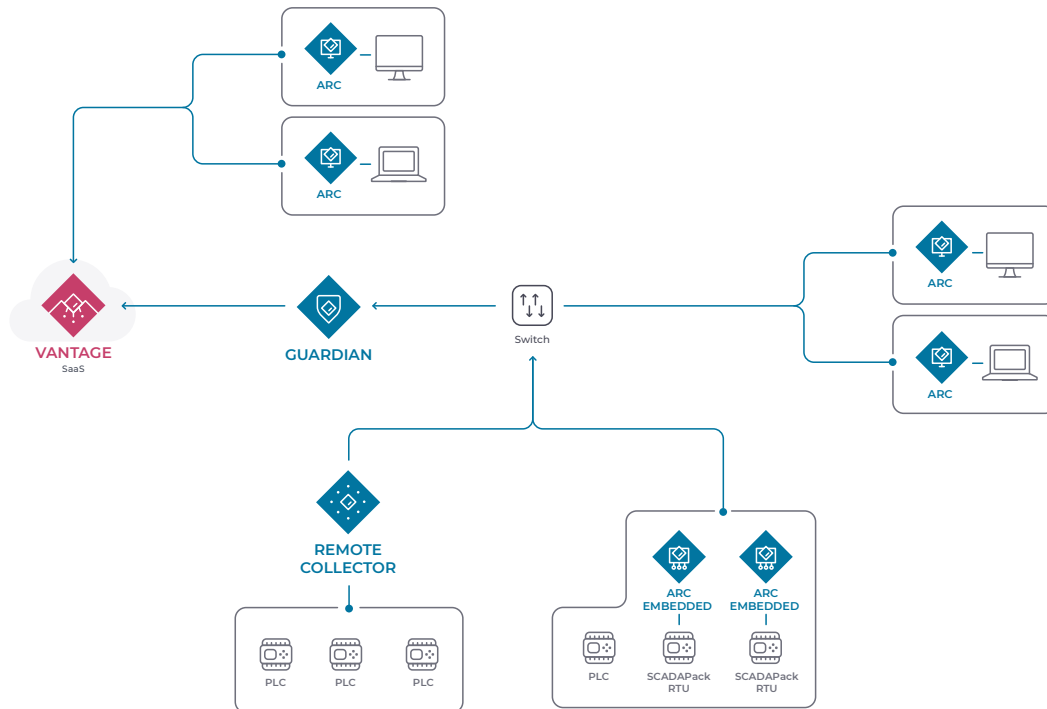 ARC
ARC
ARC
ARC
VANTAGE
SaaS
GUARDIAN
Switch
REMOTE
COLLECTOR
ARC
EMBEDDED
ARC
EMBEDDED
PLC
PLC
PLC
PLC
SCADAPack
RTU
SCADAPack
RTU